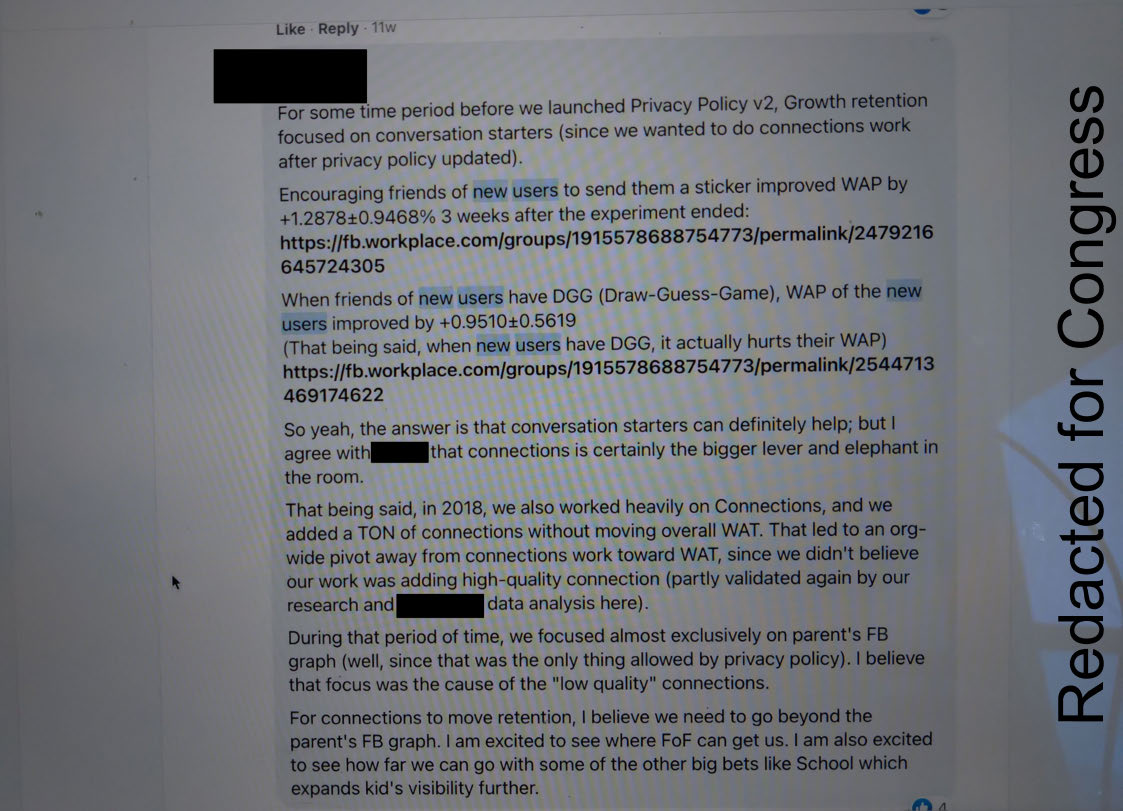 Like · Reply · 11w
For some time period before we launched Privacy Policy v2, Growth retention
focused on conversation starters (since we wanted to do connections work
after privacy policy updated).
Encouraging friends of new users to send them a sticker improved WAP by
+1.2878±0.9468% 3 weeks after the experiment ended:
https://fb.workplace.com/groups/1915578688754773/permalink/2479216
645724305
When friends of new users have DGG (Draw-Guess-Game), WAP of the new
users improved by +0.9510±0.5619
(That being said, when new users have DGG, it actually hurts their WAP)
https://fb.workplace.com/groups/1915578688754773/permalink/2544713
469174622
So yeah, the answer is that conversation starters can definitely help; but I
agree with that connections is certainly the bigger lever and elephant in
the room.
That being said, in 2018, we also worked heavily on Connections, and we
added a TON of connections without moving overall WAT. That led to an org-
wide pivot away from connections work toward WAT, since we didn't believe
our work was adding high-quality connection (partly validated again by our
research and data analysis here).
During that period of time, we focused almost exclusively on parent's FB
graph (well, since that was the only thing allowed by privacy policy). I believe
that focus was the cause of the "low quality" connections.
For connections to move retention, I believe we need to go beyond the
parent's FB graph. I am excited to see where FoF can get us. I am also excited
to see how far we can go with some of the other big bets like School which
expands kid's visibility further.
4
Redacted for Congress